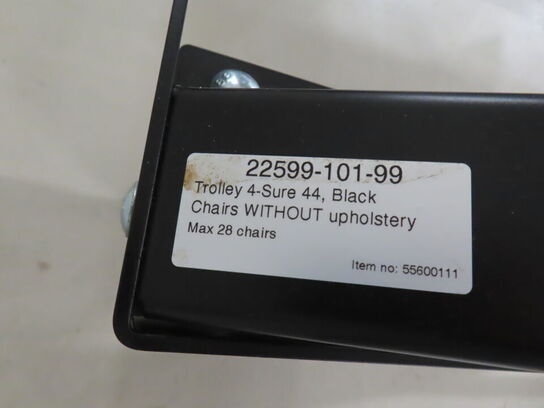 22599-101-99
Trolley 4-Sure 44, Black
Chairs WITHOUT upholstery
Max 28 chairs
Item no: 55600111